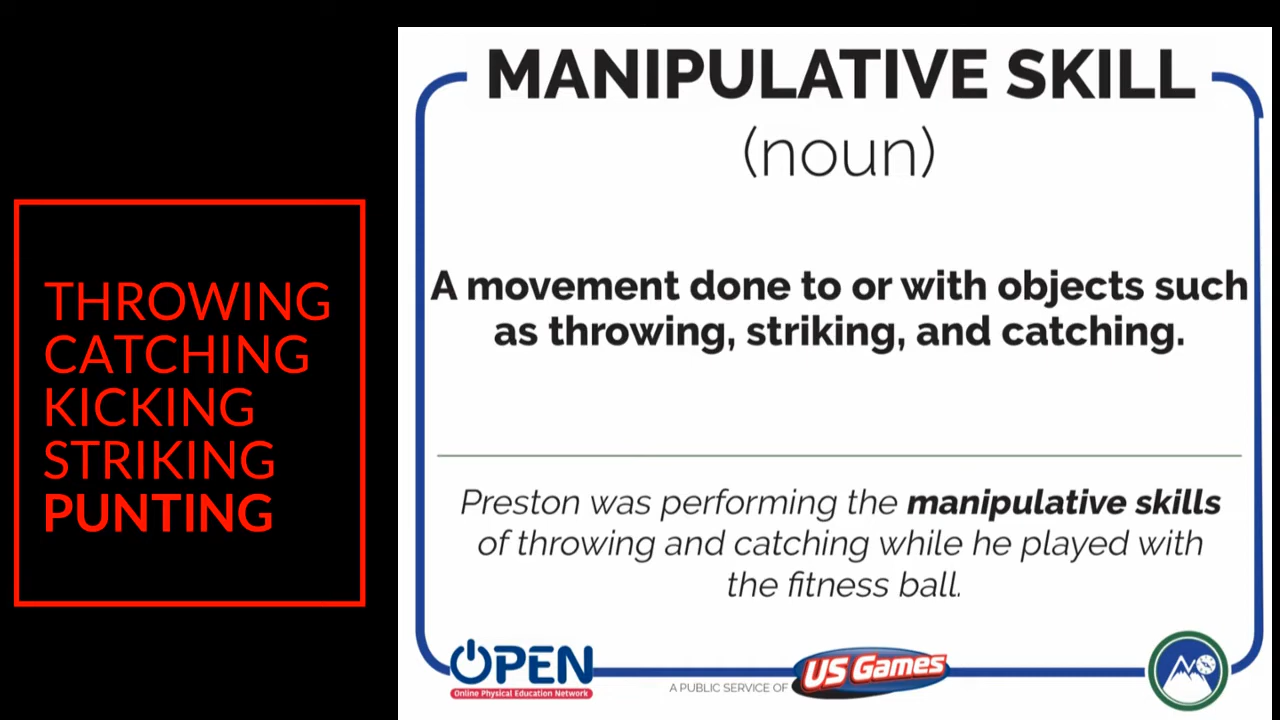 THROWING
CATCHING
KICKING
STRIKING
PUNTING
MANIPULATIVE SKILL
(noun)
A movement done to or with objects such
as throwing, striking, and catching.
Preston was performing the manipulative skills
of throwing and catching while he played with
the fitness ball.
OPEN
Online Physical Education Network
A PUBLIC SERVICE OF
US Games